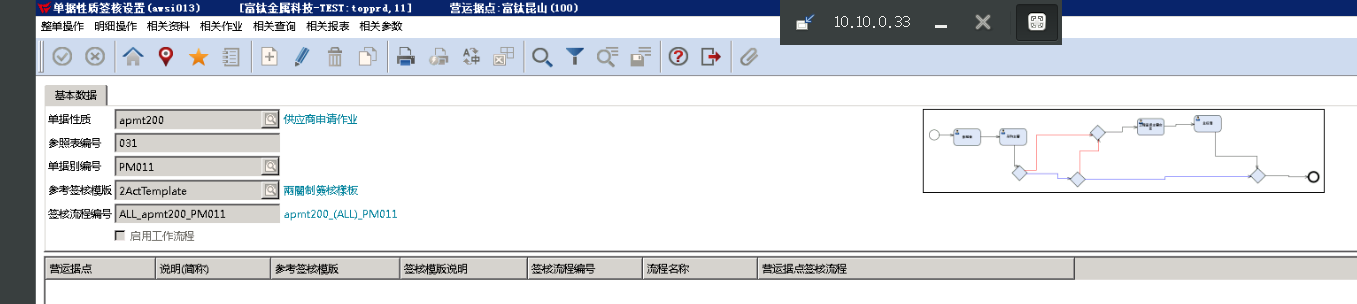 单据性质签核设置(awsi013) [富钛金属科技-TEST:topprd,11] 营运据点:富钛昆山(100)
10.10.0.33
整单操作 明细操作 相关资料 相关作业 相关查询 相关报表 相关参数
基本数据
单据性质 apmt200 供应商申请作业
参照表编号 031
单据别编号 PM011
参考签核模版 2ActTemplate 兩關制簽核樣板
签核流程编号 ALL_apmt200_PM011 apmt200_(ALL)_PM011
启用工作流程
营运据点 说明(简称) 参考签核模版 签核模版说明 签核流程编号 流程名称 营运据点签核流程